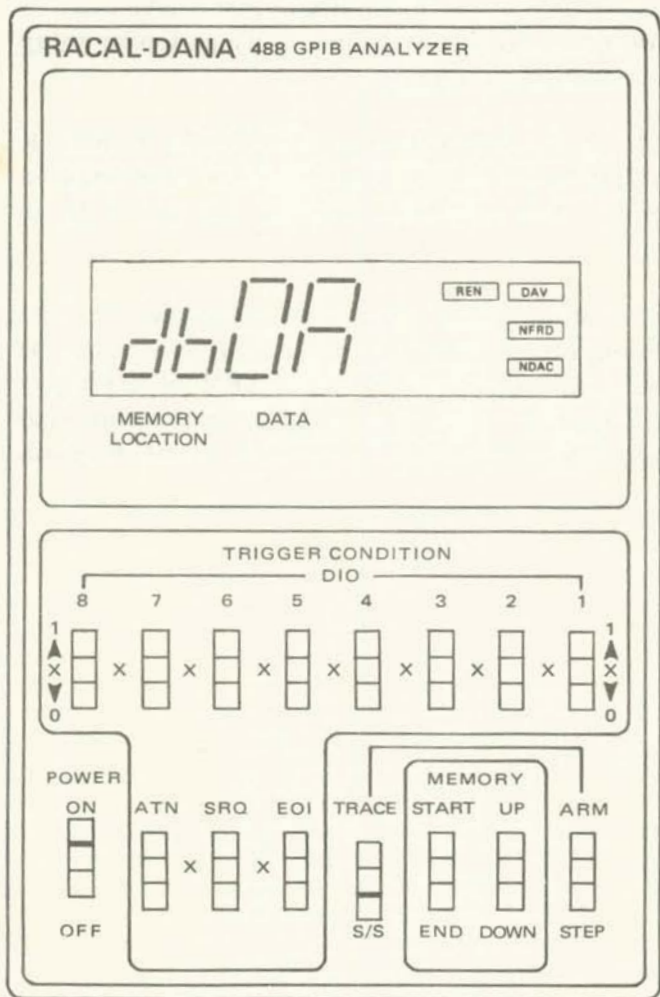 RACAL-DANA 488 GPIB ANALYZER
db0A
REN DAV
NFRD
NDAC
MEMORY LOCATION
DATA
TRIGGER CONDITION
DIO
8 7 6 5 4 3 2 1
1 1
X X X X X X X X X
0 0
POWER
MEMORY
ON ATN SRQ EOI TRACE START UP ARM
X X
OFF S/S END DOWN STEP